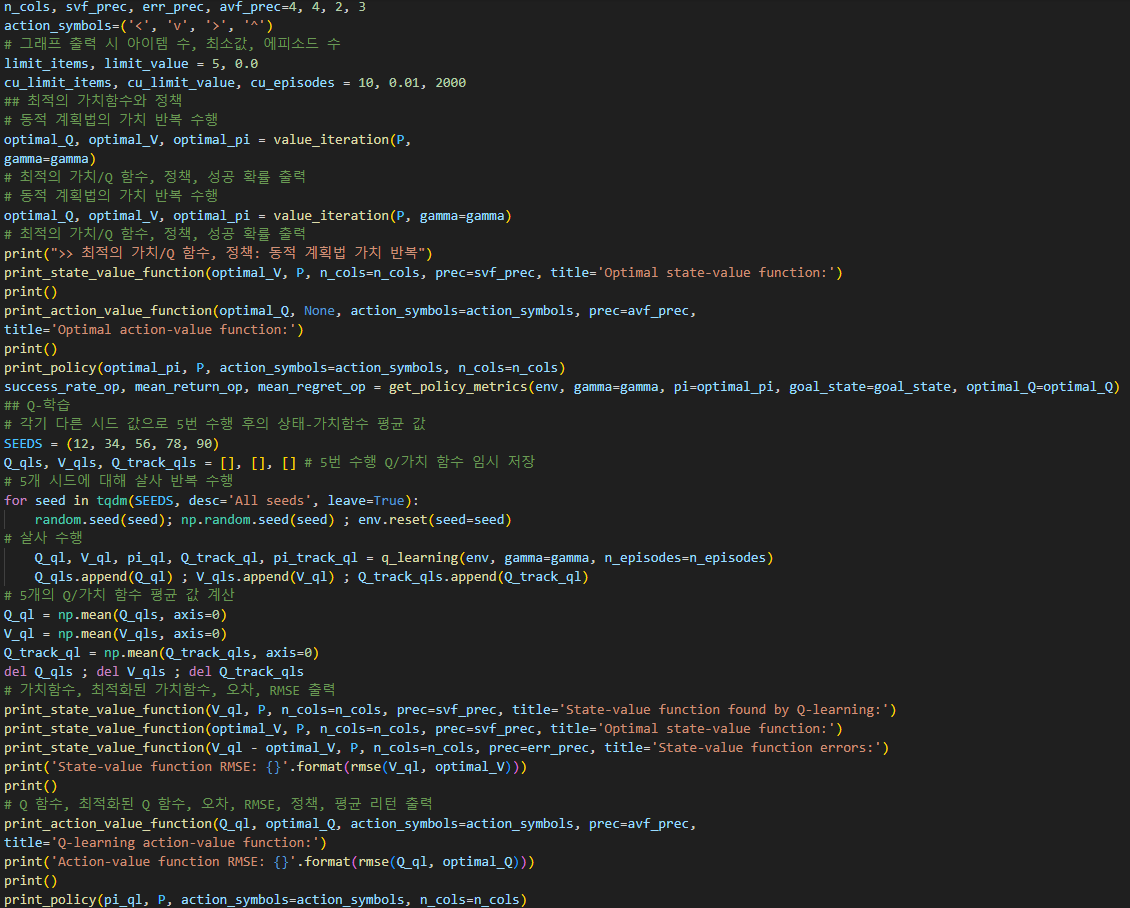 n_cols, svf_prec, err_prec, avf_prec=4, 4, 2, 3
action_symbols=('<', 'v', '>', '^')
# 그래프 출력 시 아이템 수, 최소값, 에피소드 수
limit_items, limit_value = 5, 0.0
cu_limit_items, cu_limit_value, cu_episodes = 10, 0.01, 2000
## 최적의 가치함수와 정책
# 동적 계획법의 가치 반복 수행
optimal_Q, optimal_V, optimal_pi = value_iteration(P,
gamma=gamma)
# 최적의 가치/Q 함수, 정책, 성공 확률 출력
# 동적 계획법의 가치 반복 수행
optimal_Q, optimal_V, optimal_pi = value_iteration(P, gamma=gamma)
# 최적의 가치/Q 함수, 정책, 성공 확률 출력
print(">> 최적의 가치/Q 함수, 정책: 동적 계획법 가치 반복")
print_state_value_function(optimal_V, P, n_cols=n_cols, prec=svf_prec, title='Optimal state-value function:')
print()
print_action_value_function(optimal_Q, None, action_symbols=action_symbols, prec=avf_prec,
title='Optimal action-value function:')
print()
print_policy(optimal_pi, P, action_symbols=action_symbols, n_cols=n_cols)
success_rate_op, mean_return_op, mean_regret_op = get_policy_metrics(env, gamma=gamma, pi=optimal_pi, goal_state=goal_state, optimal_Q=optimal_Q)
## Q-학습
# 각기 다른 시드 값으로 5번 수행 후의 상태-가치함수 평균 값
SEEDS = (12, 34, 56, 78, 90)
Q_qls, V_qls, Q_track_qls = [], [], [] # 5번 수행 Q/가치 함수 임시 저장
# 5개 시드에 대해 살사 반복 수행
for seed in tqdm(SEEDS, desc='All seeds', leave=True):
    random.seed(seed); np.random.seed(seed) ; env.reset(seed=seed)
# 살사 수행
    Q_ql, V_ql, pi_ql, Q_track_ql, pi_track_ql = q_learning(env, gamma=gamma, n_episodes=n_episodes)
    Q_qls.append(Q_ql) ; V_qls.append(V_ql) ; Q_track_qls.append(Q_track_ql)
# 5개의 Q/가치 함수 평균 값 계산
Q_ql = np.mean(Q_qls, axis=0)
V_ql = np.mean(V_qls, axis=0)
Q_track_ql = np.mean(Q_track_qls, axis=0)
del Q_qls ; del V_qls ; del Q_track_qls
# 가치함수, 최적화된 가치함수, 오차, RMSE 출력
print_state_value_function(V_ql, P, n_cols=n_cols, prec=svf_prec, title='State-value function found by Q-learning:')
print_state_value_function(optimal_V, P, n_cols=n_cols, prec=svf_prec, title='Optimal state-value function:')
print_state_value_function(V_ql - optimal_V, P, n_cols=n_cols, prec=err_prec, title='State-value function errors:')
print('State-value function RMSE: {}'.format(rmse(V_ql, optimal_V)))
print()
# Q 함수, 최적화된 Q 함수, 오차, RMSE, 정책, 평균 리턴 출력
print_action_value_function(Q_ql, optimal_Q, action_symbols=action_symbols, prec=avf_prec,
title='Q-learning action-value function:')
print('Action-value function RMSE: {}'.format(rmse(Q_ql, optimal_Q)))
print()
print_policy(pi_ql, P, action_symbols=action_symbols, n_cols=n_cols)